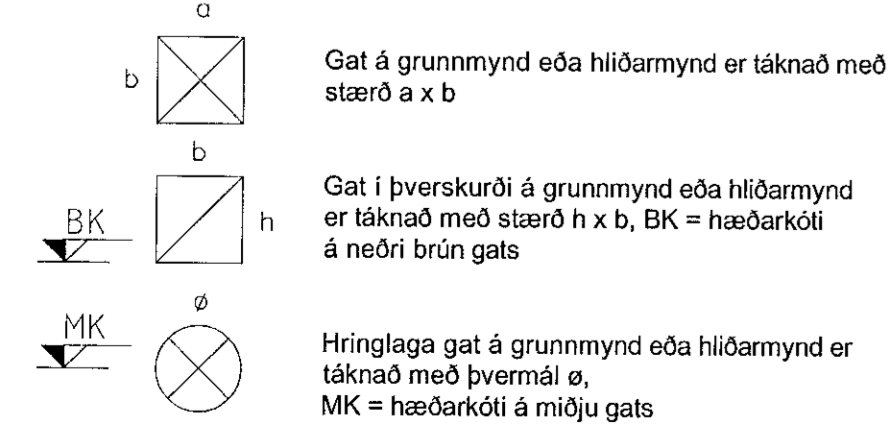 a
b
Gat á grunnmynd eða hliðarmynd er táknað með
stærð a x b
b
BK
h
Gat í þverskurði á grunnmynd eða hliðarmynd
er táknað með stærð h x b, BK = hæðarkóti
á neðri brún gats
ø
MK
Hringlaga gat á grunnmynd eða hliðarmynd er
táknað með þvermál ø,
MK = hæðarkóti á miðju gats